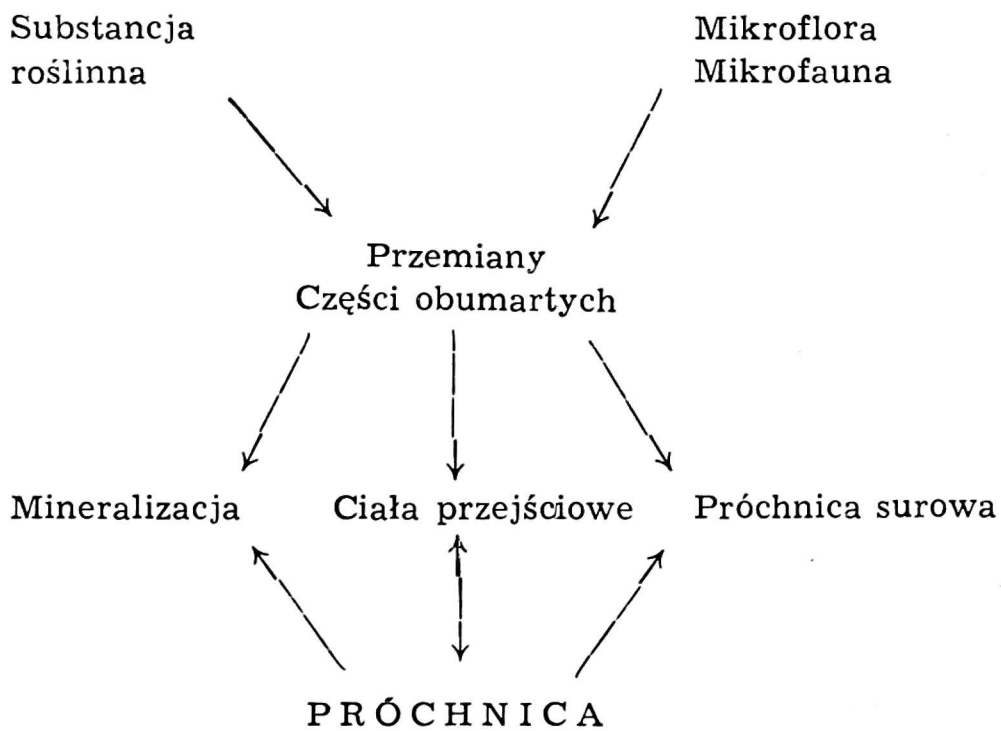 Substancja
roślinna
Mikroflora
Mikrofauna
Przemiany
Części obumartych
Mineralizacja
Ciała przejściowe
Próchnica surowa
PRÓCHNICA